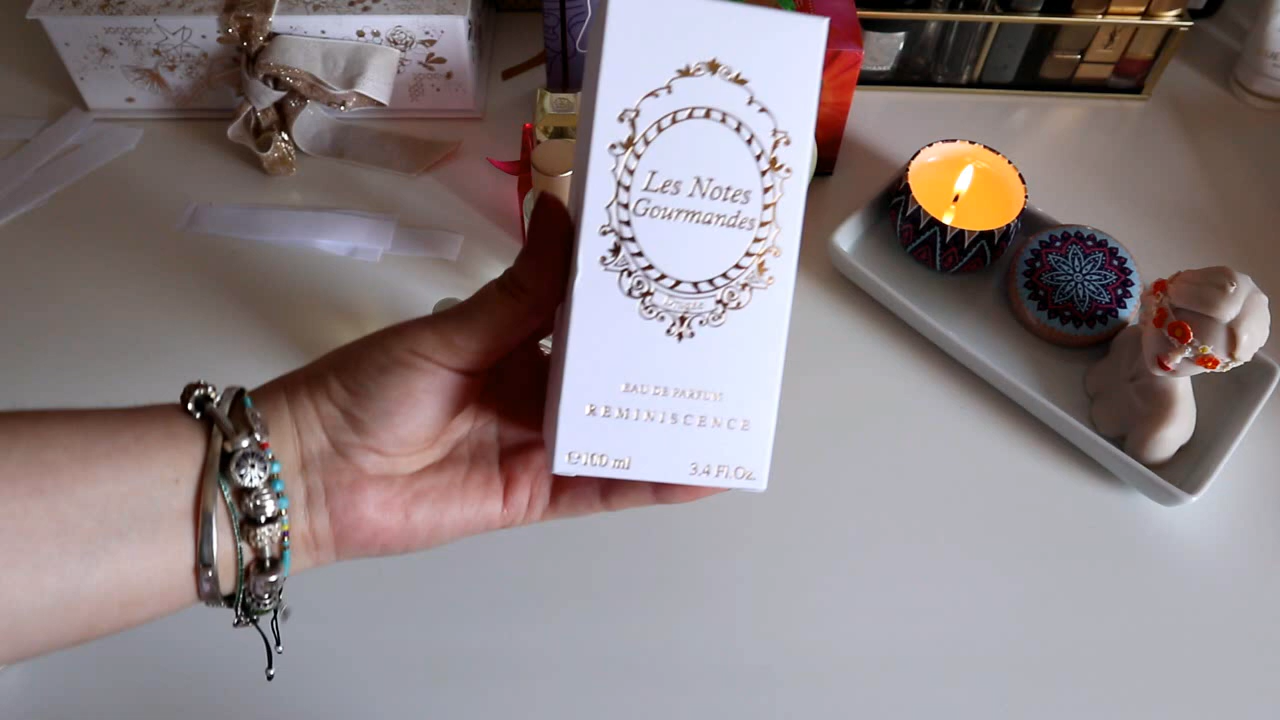 Les Notes
Gourmandes
EAU DE PARFUM
REMINISCENCE
℮100 ml
3.4 Fl.Oz.